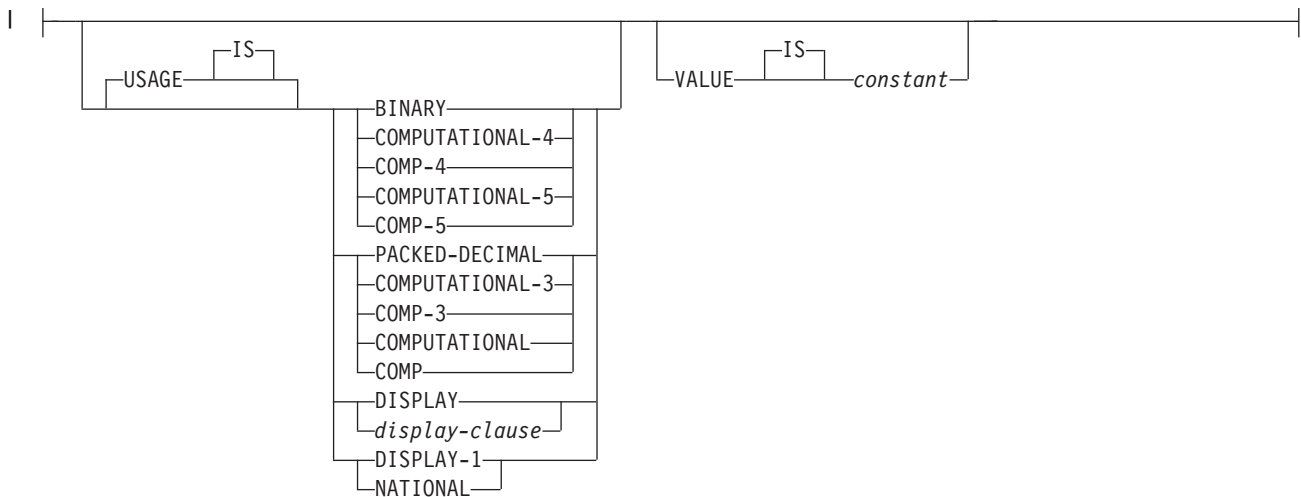 IS IS
USAGE VALUE constant
BINARY
COMPUTATIONAL-4
COMP-4
COMPUTATIONAL-5
COMP-5
PACKED-DECIMAL
COMPUTATIONAL-3
COMP-3
COMPUTATIONAL
COMP
DISPLAY
display-clause
DISPLAY-1
NATIONAL